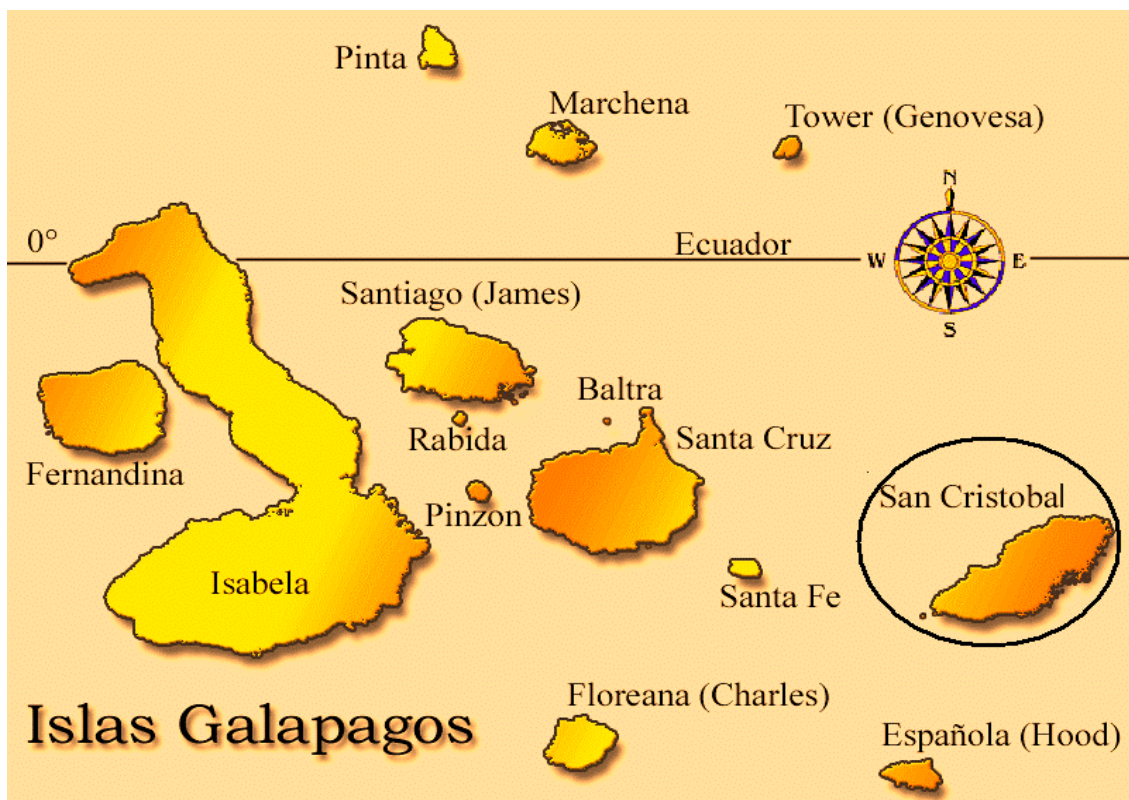 Pinta
Marchena
Tower (Genovesa)
N
0°
Ecuador
W
E
S
Santiago (James)
Baltra
Rabida
Santa Cruz
Fernandina
San Cristobal
Pinzon
Isabela
Santa Fe
Floreana (Charles)
Islas Galapagos
Española (Hood)